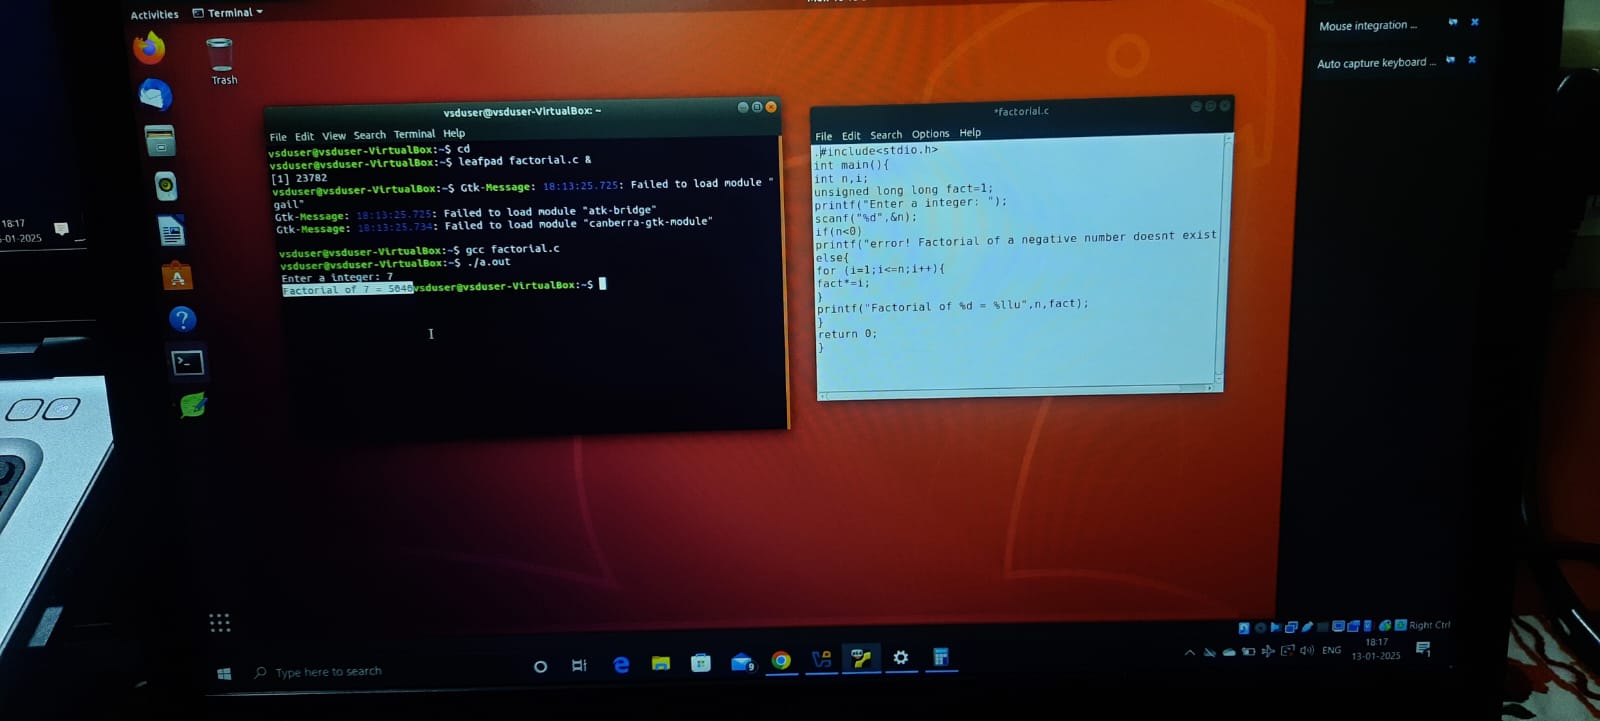 Activities
Terminal
Trash
vsduser@vsduser-VirtualBox: ~
File Edit View Search Terminal Help
vsduser@vsduser-VirtualBox:~$ cd
vsduser@vsduser-VirtualBox:~$ leafpad factorial.c &
[1] 23782
vsduser@vsduser-VirtualBox:~$ Gtk-Message: 18:13:25.725: Failed to load module "
gail"
Gtk-Message: 18:13:25.725: Failed to load module "atk-bridge"
Gtk-Message: 18:13:25.734: Failed to load module "canberra-gtk-module"
vsduser@vsduser-VirtualBox:~$ gcc factorial.c
vsduser@vsduser-VirtualBox:~$ ./a.out
Enter a integer: 7
Factorial of 7 = 5040vsduser@vsduser-VirtualBox:~$
*factorial.c
File Edit Search Options Help
#include<stdio.h>
int main(){
int n,i;
unsigned long long fact=1;
printf("Enter a integer: ");
scanf("%d",&n);
if(n<0)
printf("error! Factorial of a negative number doesnt exist
else{
for (i=1;i<=n;i++){
fact*=i;
}
printf("Factorial of %d = %llu",n,fact);
}
return 0;
}
Mouse integration ...
Auto capture keyboard ...
18:17
-01-2025
Right Ctrl
Type here to search
9
ENG
18:17
13-01-2025
1